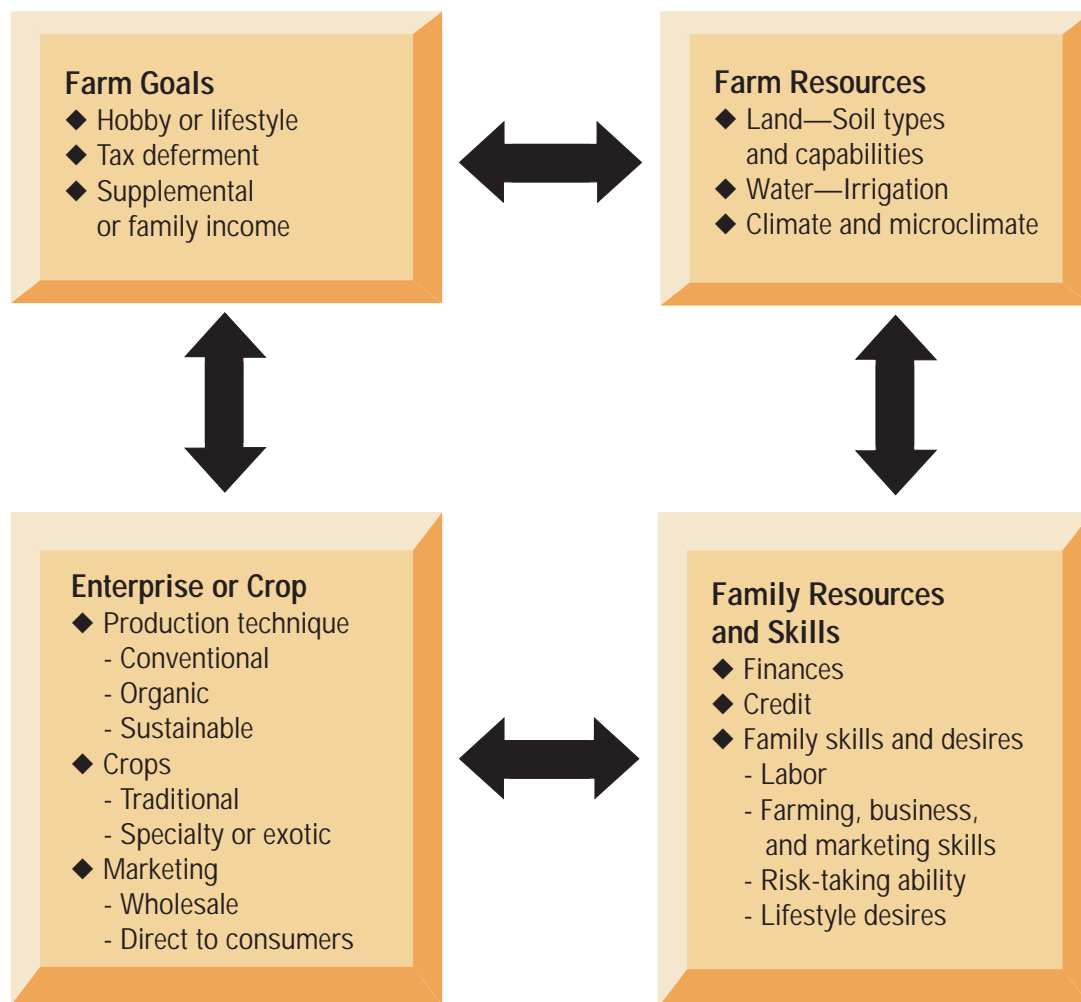 Farm Goals
◆ Hobby or lifestyle
◆ Tax deferment
◆ Supplemental
or family income
Farm Resources
◆ Land—Soil types
and capabilities
◆ Water—Irrigation
◆ Climate and microclimate
Enterprise or Crop
◆ Production technique
- Conventional
- Organic
- Sustainable
◆ Crops
- Traditional
- Specialty or exotic
◆ Marketing
- Wholesale
- Direct to consumers
Family Resources
and Skills
◆ Finances
◆ Credit
◆ Family skills and desires
- Labor
- Farming, business,
and marketing skills
- Risk-taking ability
- Lifestyle desires